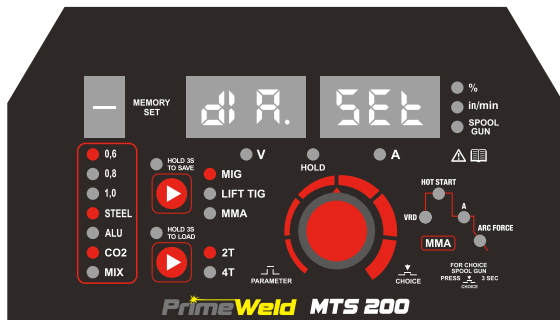 –
MEMORY
SET
dIA.
SEt
%
in/min
SPOOL
GUN
V
HOLD
A
0,6
0,8
1,0
STEEL
ALU
CO2
MIX
HOLD 3S
TO SAVE
HOLD 3S
TO LOAD
MIG
LIFT TIG
MMA
2T
4T
PARAMETER
CHOICE
HOT START
VRD
A
ARC FORCE
MMA
FOR CHOICE
SPOOL GUN
PRESS 3 SEC
CHOICE
PrimeWeld MTS 200